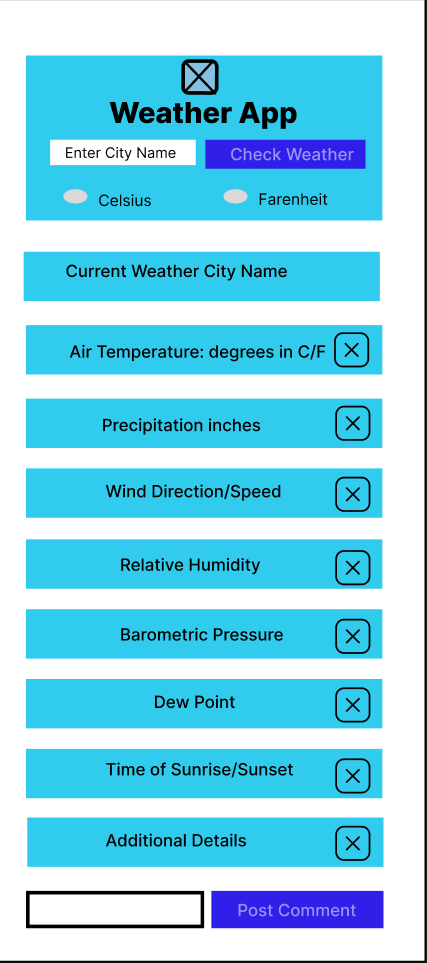 Weather App
Enter City Name
Check Weather
Celsius
Farenheit
Current Weather City Name
Air Temperature: degrees in C/F
Precipitation inches
Wind Direction/Speed
Relative Humidity
Barometric Pressure
Dew Point
Time of Sunrise/Sunset
Additional Details
Post Comment